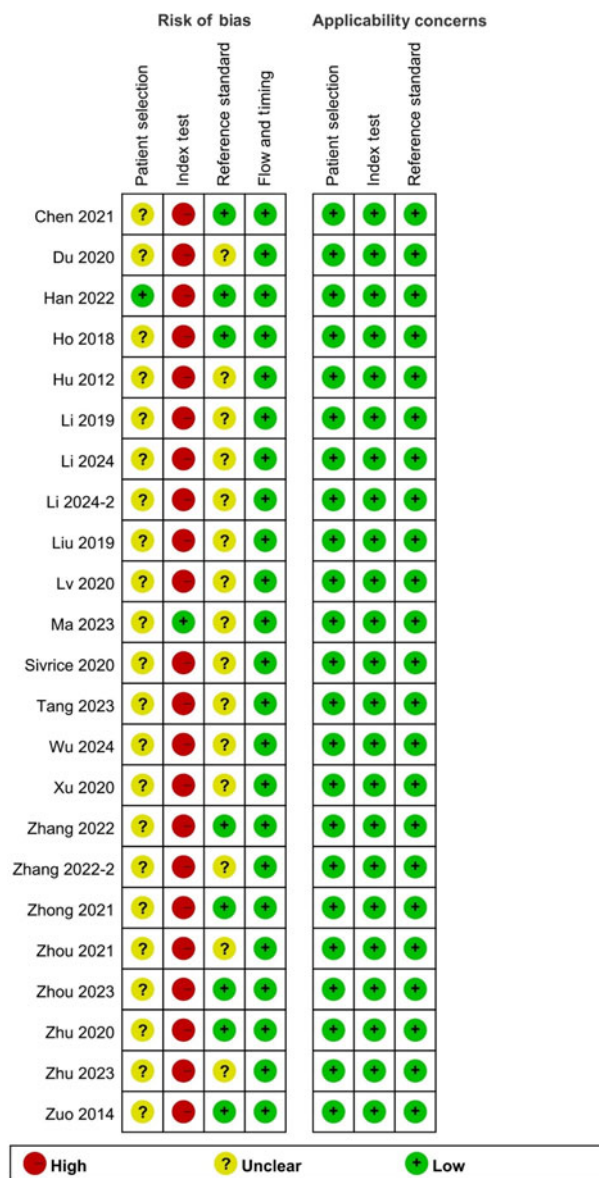 Risk of bias Applicability concerns
Patient selection
Index test
Reference standard
Flow and timing
Patient selection
Index test
Reference standard
Chen 2021 ? - + + + + +
Du 2020 ? - ? + + + +
Han 2022 + - + + + + +
Ho 2018 ? - + + + + +
Hu 2012 ? - ? + + + +
Li 2019 ? - ? + + + +
Li 2024 ? - ? + + + +
Li 2024-2 ? - ? + + + +
Liu 2019 ? - ? + + + +
Lv 2020 ? - ? + + + +
Ma 2023 ? + ? + + + +
Sivrice 2020 ? - ? + + + +
Tang 2023 ? - ? + + + +
Wu 2024 ? - ? + + + +
Xu 2020 ? - ? + + + +
Zhang 2022 ? - + + + + +
Zhang 2022-2 ? - ? + + + +
Zhong 2021 ? - + + + + +
Zhou 2021 ? - ? + + + +
Zhou 2023 ? - + + + + +
Zhu 2020 ? - + + + + +
Zhu 2023 ? - ? + + + +
Zuo 2014 ? - + + + + +
- High ? Unclear + Low